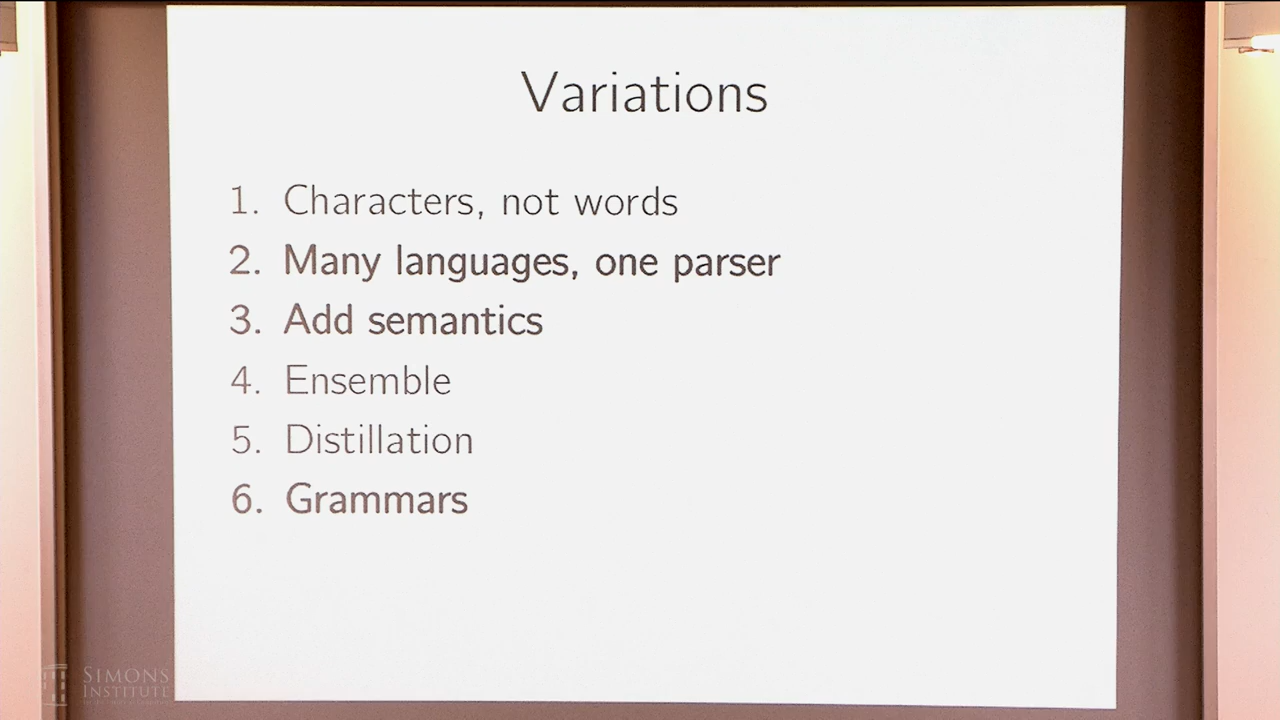 Variations
1. Characters, not words
2. Many languages, one parser
3. Add semantics
4. Ensemble
5. Distillation
6. Grammars
SIMONS
INSTITUTE